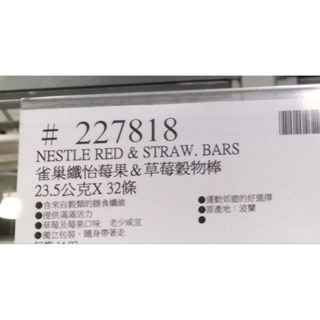 # 227818
NESTLE RED & STRAW. BARS
雀巢纖怡莓果＆草莓穀物棒
23.5公克X 32條
●含來自穀類的膳食纖維
●提供滿滿活力
●草莓及莓果口味 老少咸宜
●獨立包裝，隨身帶著走
●運動郊遊的好選擇
●原產地：波蘭
●